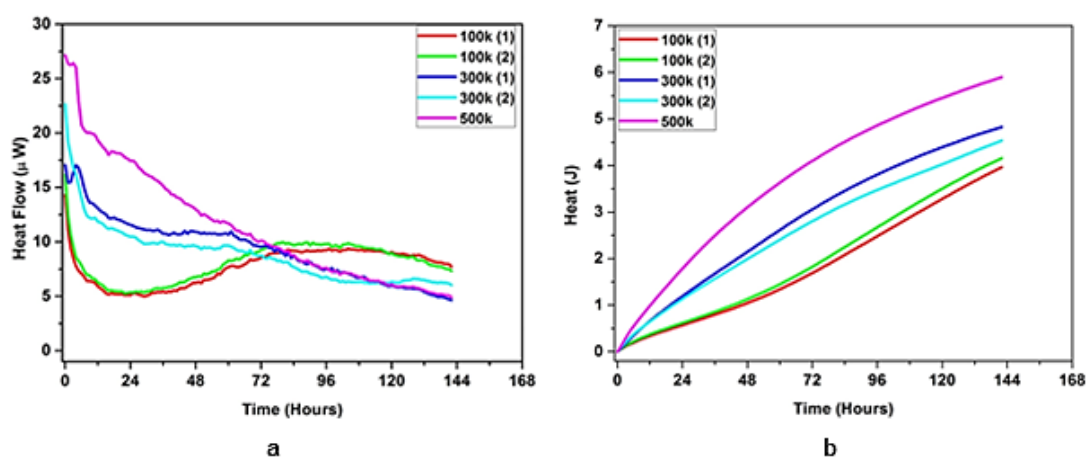 30
25
20
15
10
5
0
Heat Flow (μ W)
100k (1)
100k (2)
300k (1)
300k (2)
500k
0 24 48 72 96 120 144 168
Time (Hours)
a
7
6
5
4
3
2
1
0
Heat (J)
100k (1)
100k (2)
300k (1)
300k (2)
500k
0 24 48 72 96 120 144 168
Time (Hours)
b